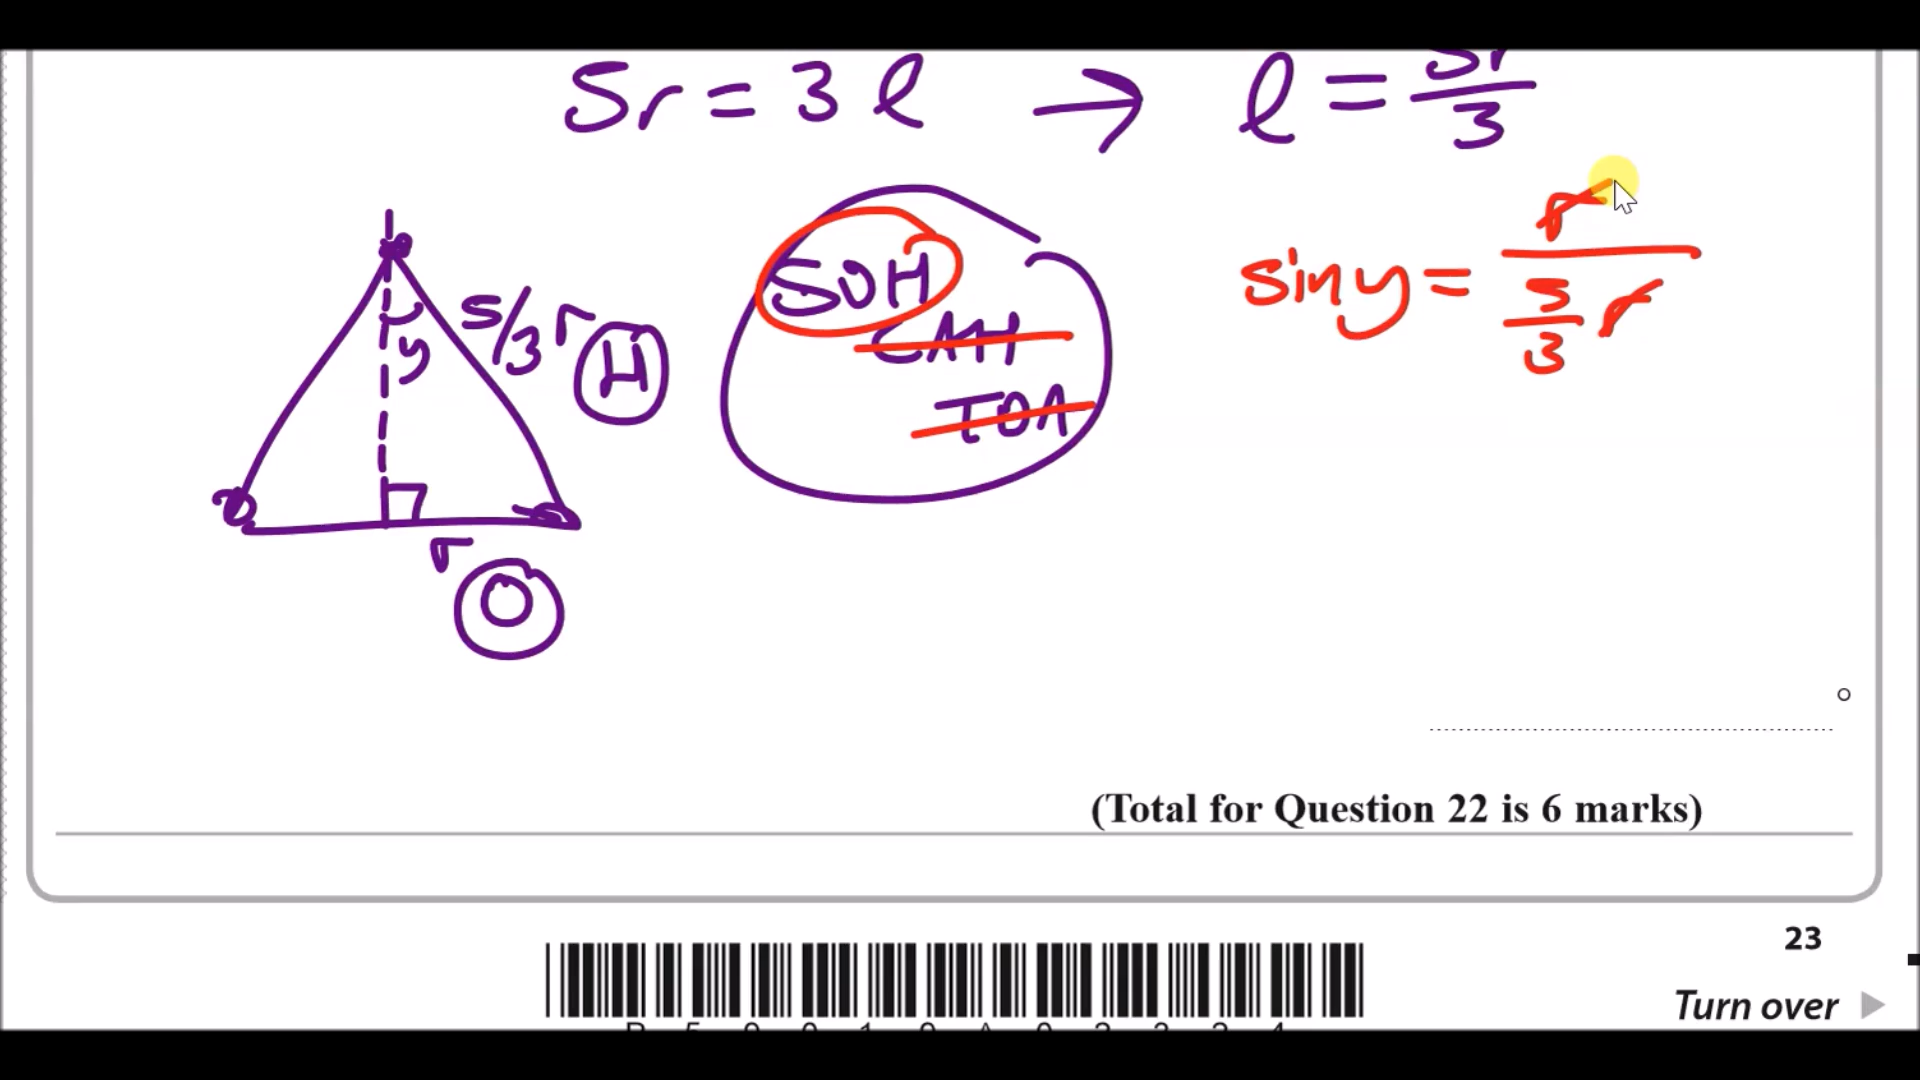 5r = 3 l → l = 5r/3
SOH
CAH
TOA
sin y = r / (5/3 r)
y
5/3 r
H
r
O
°
(Total for Question 22 is 6 marks)
23
Turn over